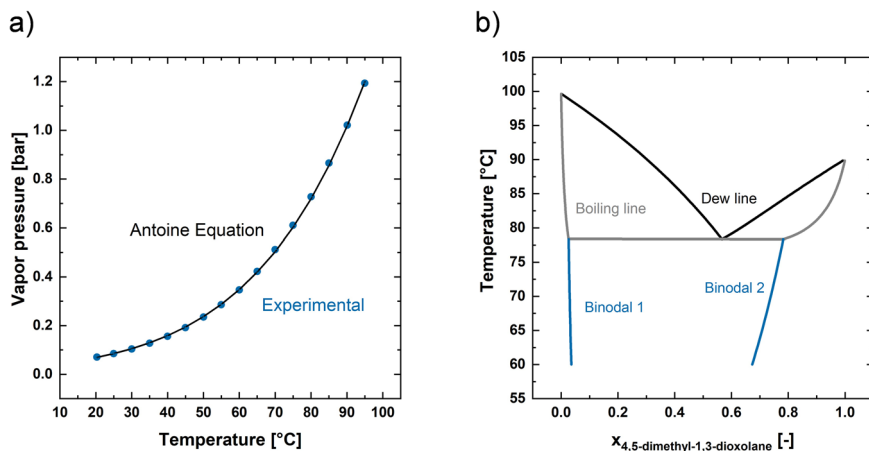 a)
Vapor pressure [bar]
1.2
1.0
0.8
0.6
0.4
0.2
0.0
Antoine Equation
Experimental
10 20 30 40 50 60 70 80 90 100
Temperature [°C]
b)
Temperature [°C]
105
100
95
90
85
80
75
70
65
60
55
Dew line
Boiling line
Binodal 1
Binodal 2
0.0 0.2 0.4 0.6 0.8 1.0
x4,5-dimethyl-1,3-dioxolane [-]